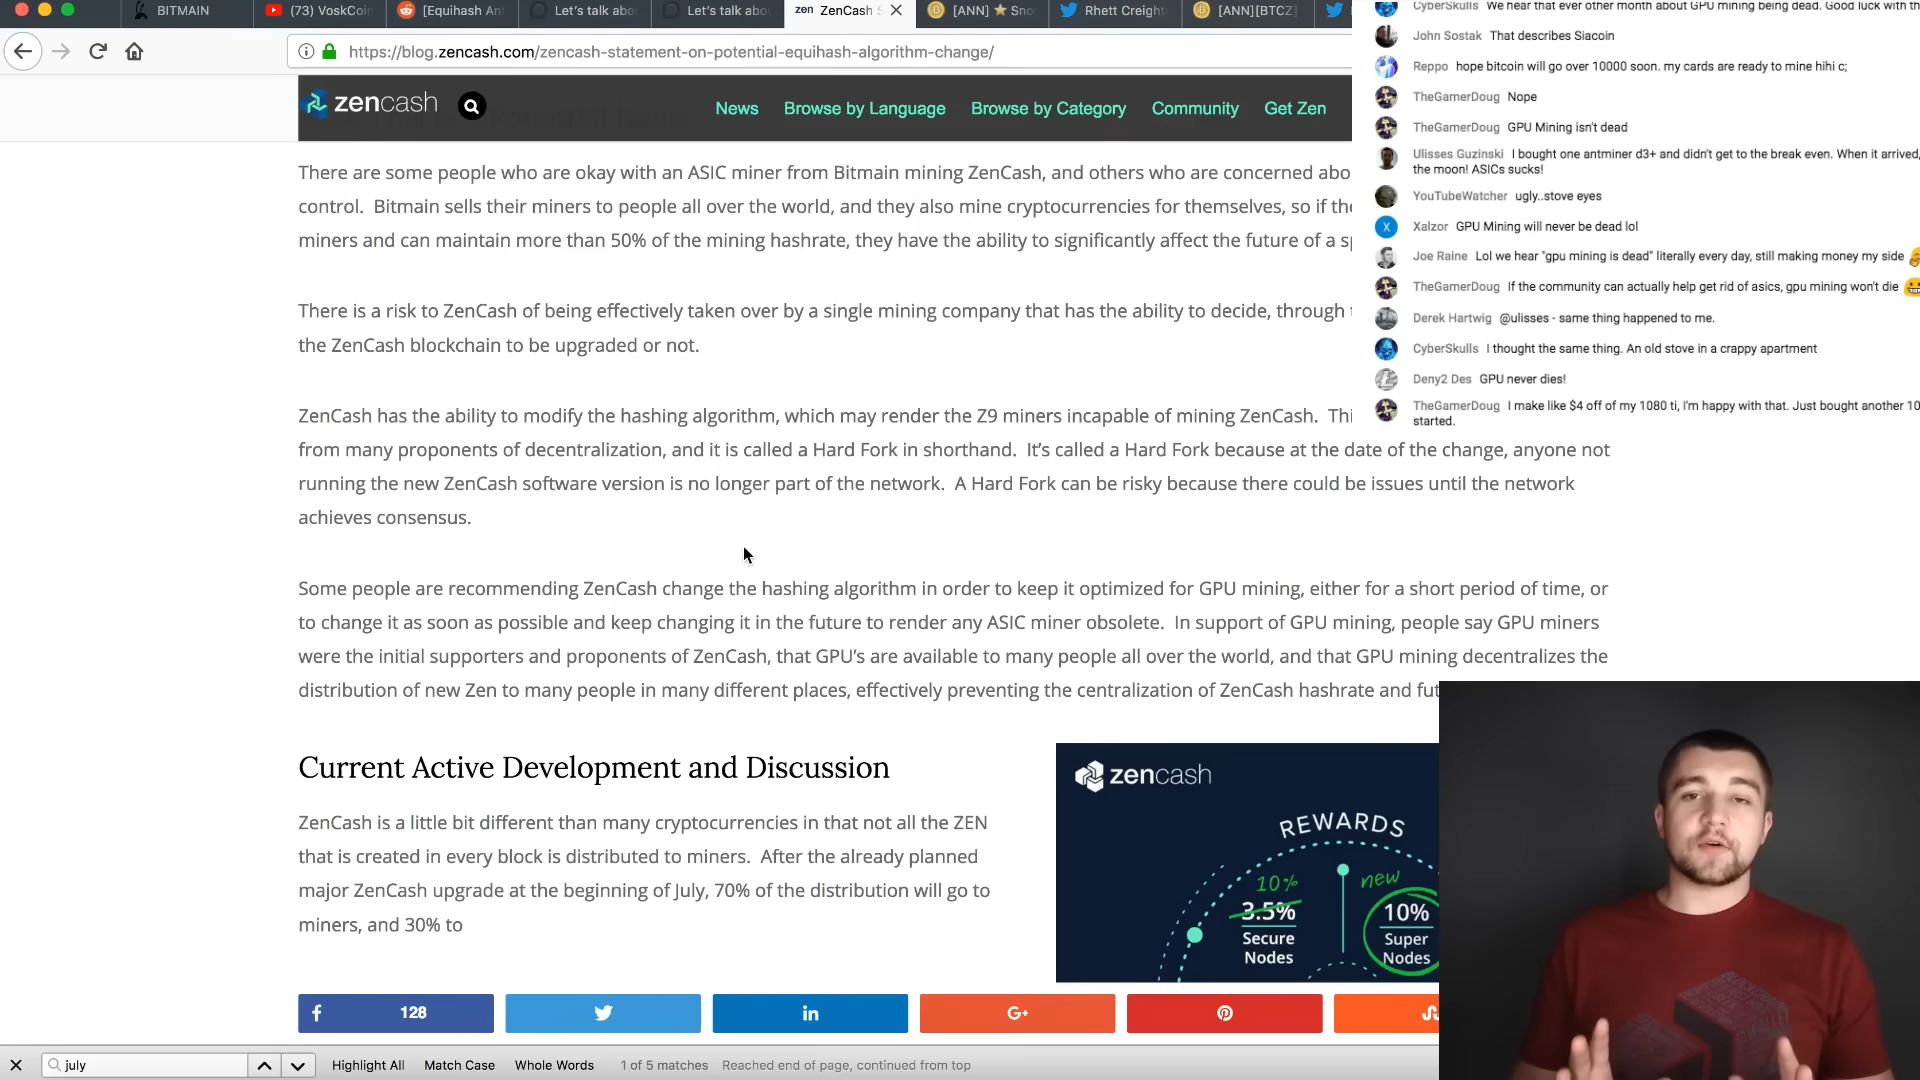 BITMAIN
(73) VoskCoin
[Equihash An
Let's talk abo
Let's talk abo
zen ZenCash S
[ANN] ★ Sno
Rhett Creight
[ANN][BTCZ]
https://blog.zencash.com/zencash-statement-on-potential-equihash-algorithm-change/
zencash
News Browse by Language Browse by Category Community Get Zen
There are some people who are okay with an ASIC miner from Bitmain mining ZenCash, and others who are concerned abo
control. Bitmain sells their miners to people all over the world, and they also mine cryptocurrencies for themselves, so if the
miners and can maintain more than 50% of the mining hashrate, they have the ability to significantly affect the future of a sp
There is a risk to ZenCash of being effectively taken over by a single mining company that has the ability to decide, through
the ZenCash blockchain to be upgraded or not.
ZenCash has the ability to modify the hashing algorithm, which may render the Z9 miners incapable of mining ZenCash. Thi
from many proponents of decentralization, and it is called a Hard Fork in shorthand. It's called a Hard Fork because at the date of the change, anyone not
running the new ZenCash software version is no longer part of the network. A Hard Fork can be risky because there could be issues until the network
achieves consensus.
Some people are recommending ZenCash change the hashing algorithm in order to keep it optimized for GPU mining, either for a short period of time, or
to change it as soon as possible and keep changing it in the future to render any ASIC miner obsolete. In support of GPU mining, people say GPU miners
were the initial supporters and proponents of ZenCash, that GPU's are available to many people all over the world, and that GPU mining decentralizes the
distribution of new Zen to many people in many different places, effectively preventing the centralization of ZenCash hashrate and fut
Current Active Development and Discussion
ZenCash is a little bit different than many cryptocurrencies in that not all the ZEN
that is created in every block is distributed to miners. After the already planned
major ZenCash upgrade at the beginning of July, 70% of the distribution will go to
miners, and 30% to
zencash
REWARDS
10%
3.5%
Secure
Nodes
new
10%
Super
Nodes
128
G+
july
Highlight All Match Case Whole Words 1 of 5 matches Reached end of page, continued from top
CyberSkulls We hear that ever other month about GPU mining being dead. Good luck with th
John Sostak That describes Siacoin
Reppo hope bitcoin will go over 10000 soon. my cards are ready to mine hihi c;
TheGamerDoug Nope
TheGamerDoug GPU Mining isn't dead
Ulisses Guzinski I bought one antminer d3+ and didn't get to the break even. When it arrived,
the moon! ASICs sucks!
YouTubeWatcher ugly..stove eyes
X
Xalzor GPU Mining will never be dead lol
Joe Raine Lol we hear "gpu mining is dead" literally every day, still making money my side
TheGamerDoug If the community can actually help get rid of asics, gpu mining won't die
Derek Hartwig @ulisses - same thing happened to me.
CyberSkulls I thought the same thing. An old stove in a crappy apartment
Deny2 Des GPU never dies!
TheGamerDoug I make like $4 off of my 1080 ti, I'm happy with that. Just bought another 10
started.